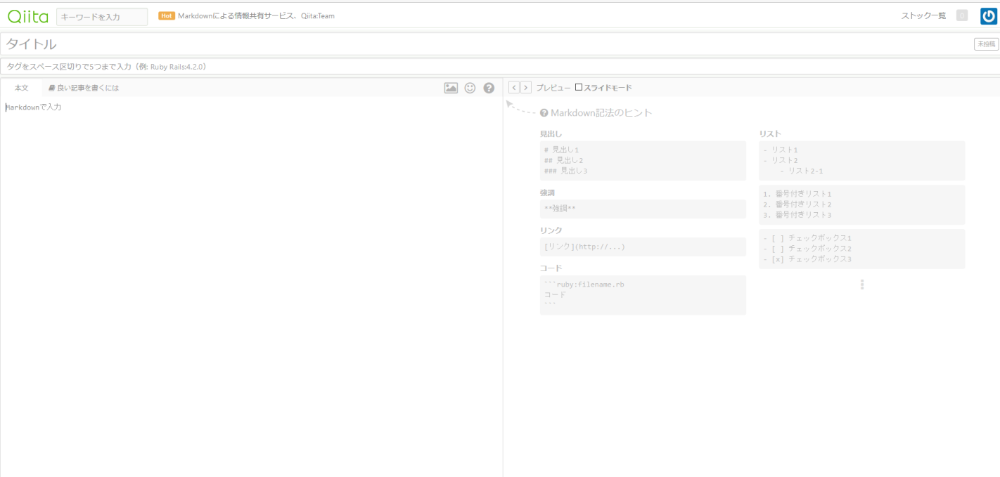 Qiita
キーワードを入力
Hot Markdownによる情報共有サービス、Qiita:Team
ストック一覧
0
タイトル
未投稿
タグをスペース区切りで5つまで入力（例: Ruby Rails:4.2.0）
本文
良い記事を書くには
プレビュー
スライドモード
Markdownで入力
Markdown記法のヒント
見出し
# 見出し1
## 見出し2
### 見出し3
強調
**強調**
リンク
[リンク](http://...)
コード
```ruby:filename.rb
コード
```
リスト
- リスト1
- リスト2
    - リスト2-1
1. 番号付きリスト1
2. 番号付きリスト2
3. 番号付きリスト3
- [ ] チェックボックス1
- [ ] チェックボックス2
- [x] チェックボックス3